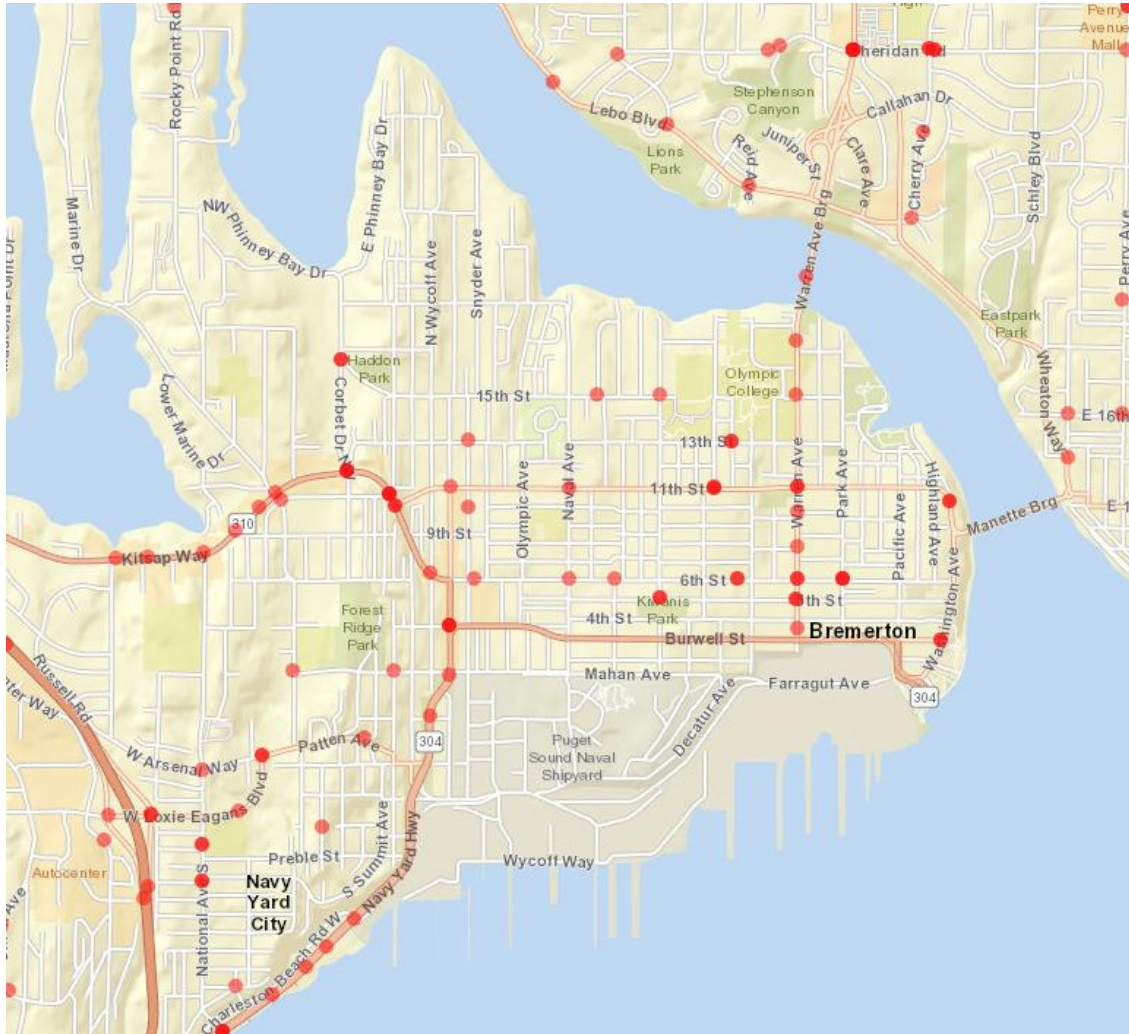 Rocky Point Rd
High
Perry
Avenue
Mall
Sheridan Rd
Stephenson
Canyon
Callahan Dr
Lebo Blvd
Juniper St
Clare Ave
Reid Ave
Lions
Park
Cherry Ave
Schley Blvd
Perry Ave
Marine Dr
NW Phinney Bay Dr
E Phinney Bay Dr
N Wycoff Ave
Snyder Ave
Warren Ave Brg
Eastpark
Park
Haddon
Park
Olympic
College
Wheaton Way
Lower Marine Dr
Corbet Dr NW
15th St
E 16th
13th St
Olympic Ave
Naval Ave
11th St
Warren Ave
Park Ave
Highland Ave
Pacific Ave
Manette Brg
E 1
310
9th St
Kitsap Way
6th St
5th St
Kiwanis
Park
4th St
Forest
Ridge
Park
Bremerton
Burwell St
Washington Ave
Russell Rd
Mahan Ave
Farragut Ave
304
Decatur Ave
Puget
Sound Naval
Shipyard
304
Patten Ave
W Arsenal Way
W Loxie Eagans Blvd
Navy Yard Hwy
S Summit Ave
Preble St
Wycoff Way
Autocenter
Navy
Yard
City
National Ave S
Charleston Beach Rd W